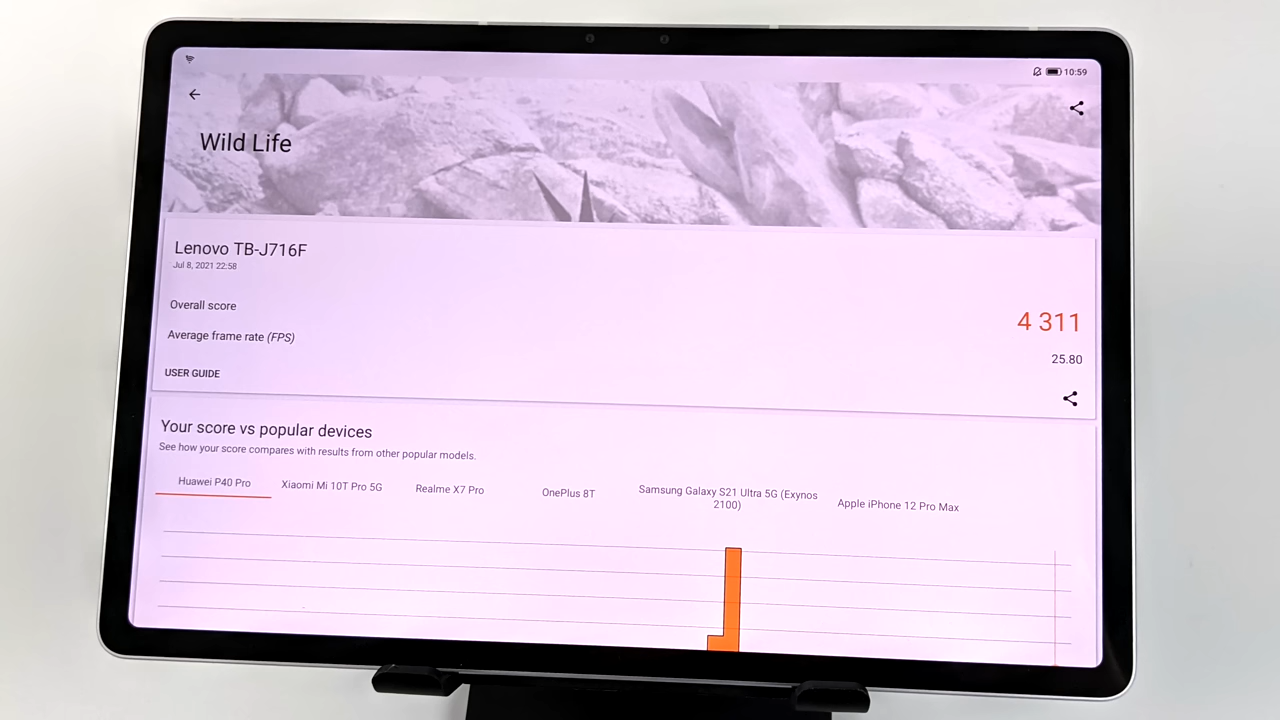 10:59
Wild Life
Lenovo TB-J716F
Jul 8, 2021 22:58
Overall score
4 311
Average frame rate (FPS)
25.80
USER GUIDE
Your score vs popular devices
See how your score compares with results from other popular models.
Huawei P40 Pro
Xiaomi Mi 10T Pro 5G
Realme X7 Pro
OnePlus 8T
Samsung Galaxy S21 Ultra 5G (Exynos
2100)
Apple iPhone 12 Pro Max